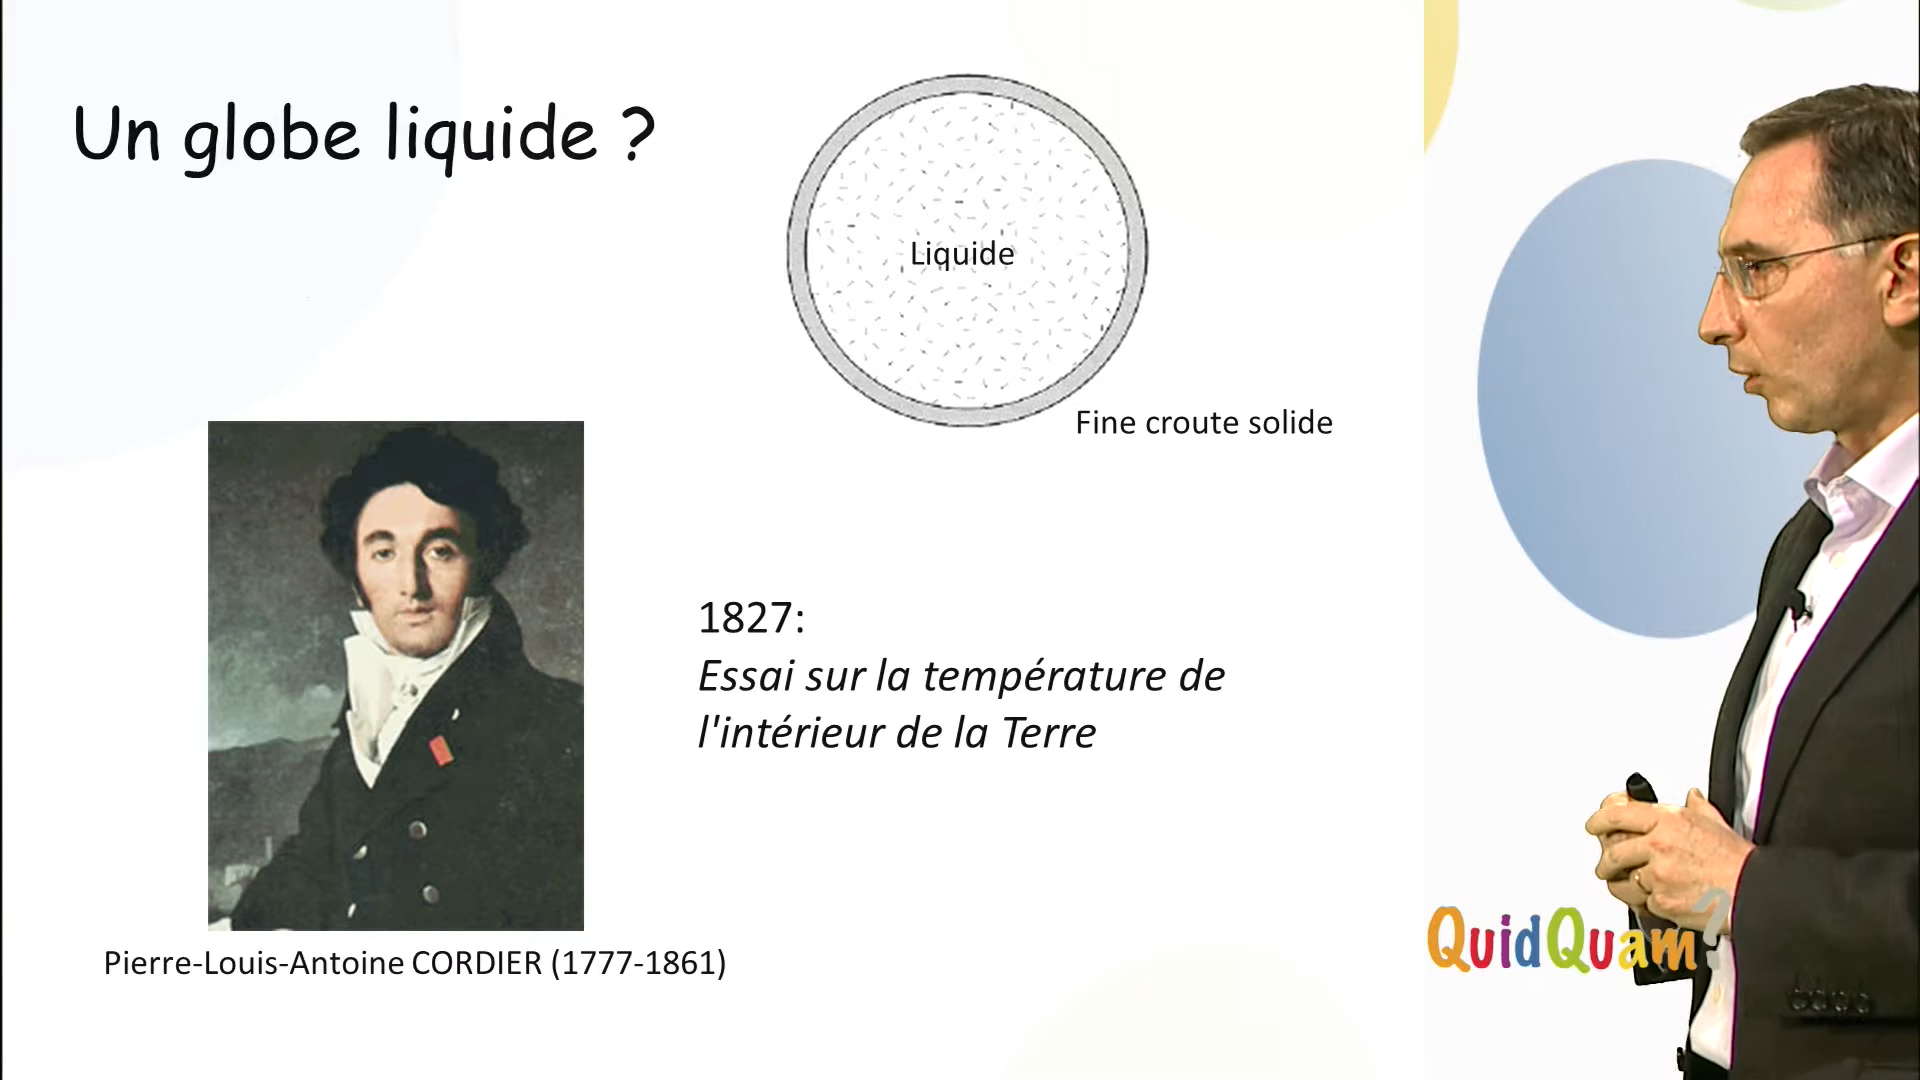 Un globe liquide ?
Liquide
Fine croute solide
1827:
Essai sur la température de
l'intérieur de la Terre
Pierre-Louis-Antoine CORDIER (1777-1861)
QuidQuam?